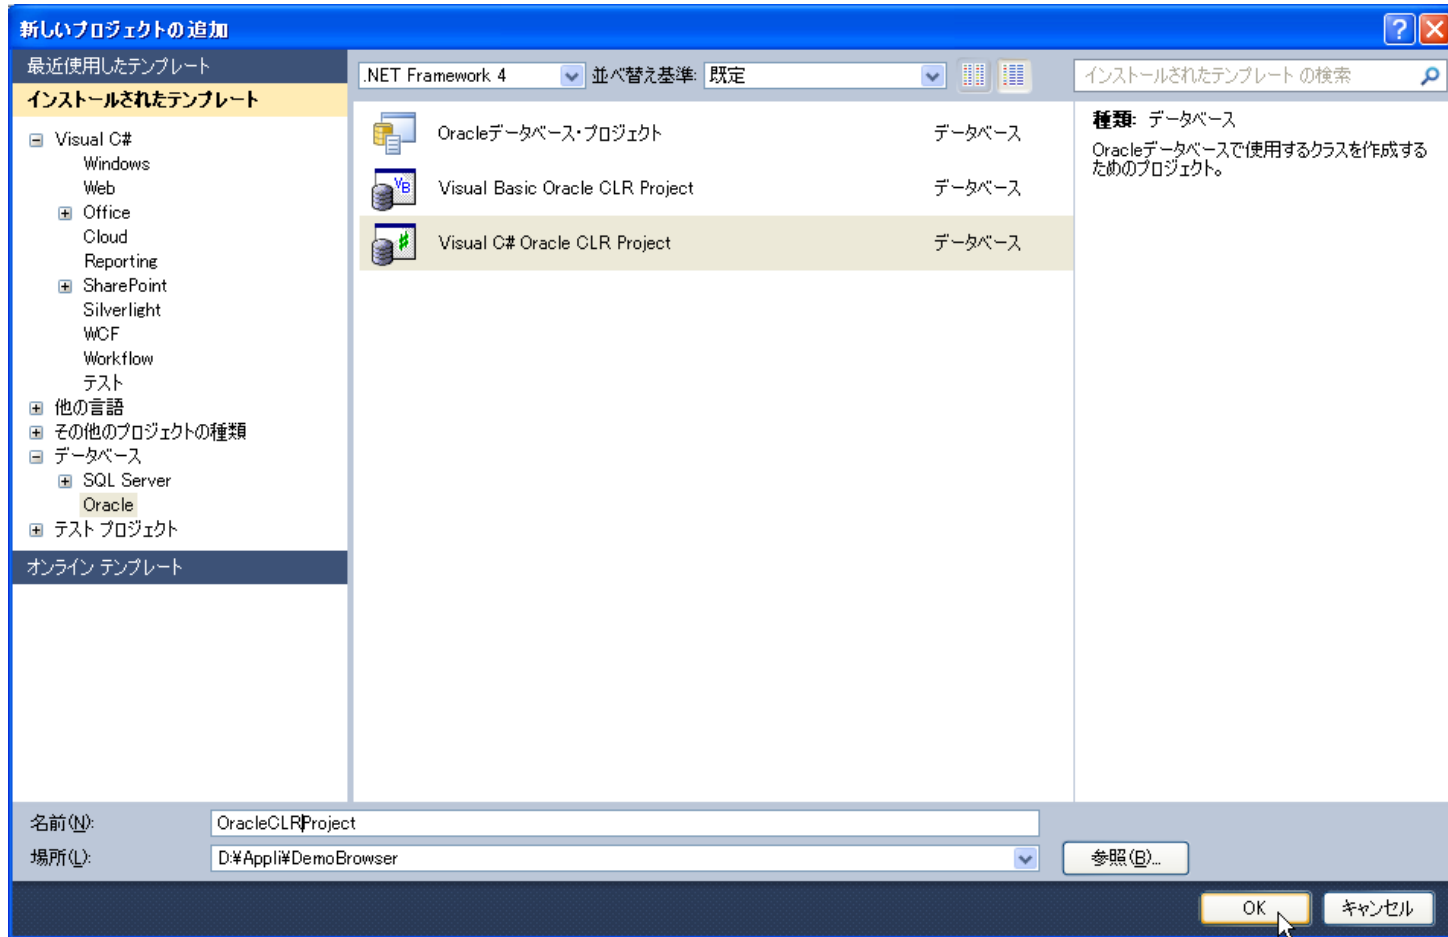 新しいプロジェクトの追加
最近使用したテンプレート
インストールされたテンプレート
Visual C#
Windows
Web
Office
Cloud
Reporting
SharePoint
Silverlight
WCF
Workflow
テスト
他の言語
その他のプロジェクトの種類
データベース
SQL Server
Oracle
テスト プロジェクト
オンライン テンプレート
.NET Framework 4
並べ替え基準: 既定
インストールされたテンプレート の検索
Oracleデータベース・プロジェクト データベース
Visual Basic Oracle CLR Project データベース
Visual C# Oracle CLR Project データベース
種類: データベース
Oracleデータベースで使用するクラスを作成する
ためのプロジェクト。
名前(N): OracleCLRProject
場所(L): D:¥Appli¥DemoBrowser
参照(B)...
OK
キャンセル